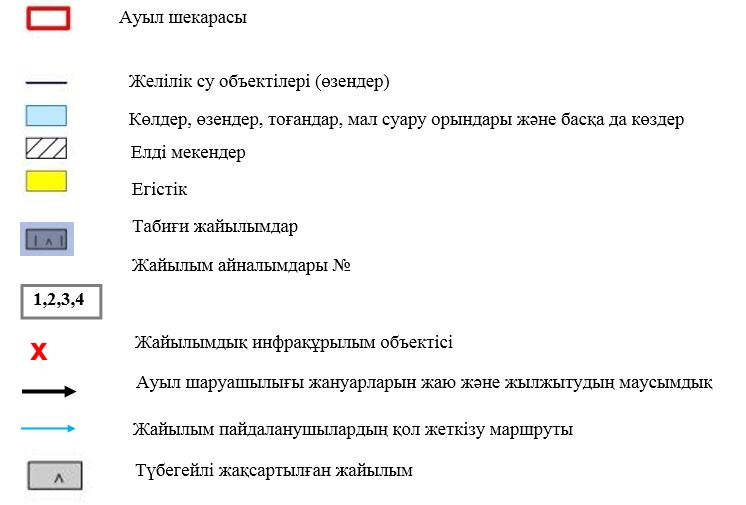 Ауыл шекарасы
Желілік су объектілері (өзендер)
Көлдер, өзендер, тоғандар, мал суару орындары және басқа да көздер
Елді мекендер
Егістік
Табиғи жайылымдар
Жайылым айналымдары №
1,2,3,4
X
Жайылымдық инфрақұрылым объектісі
Ауыл шаруашылығы жануарларын жаю және жылжытудың маусымдық
Жайылым пайдаланушылардың қол жеткізу маршруты
Түбегейлі жақсартылған жайылым